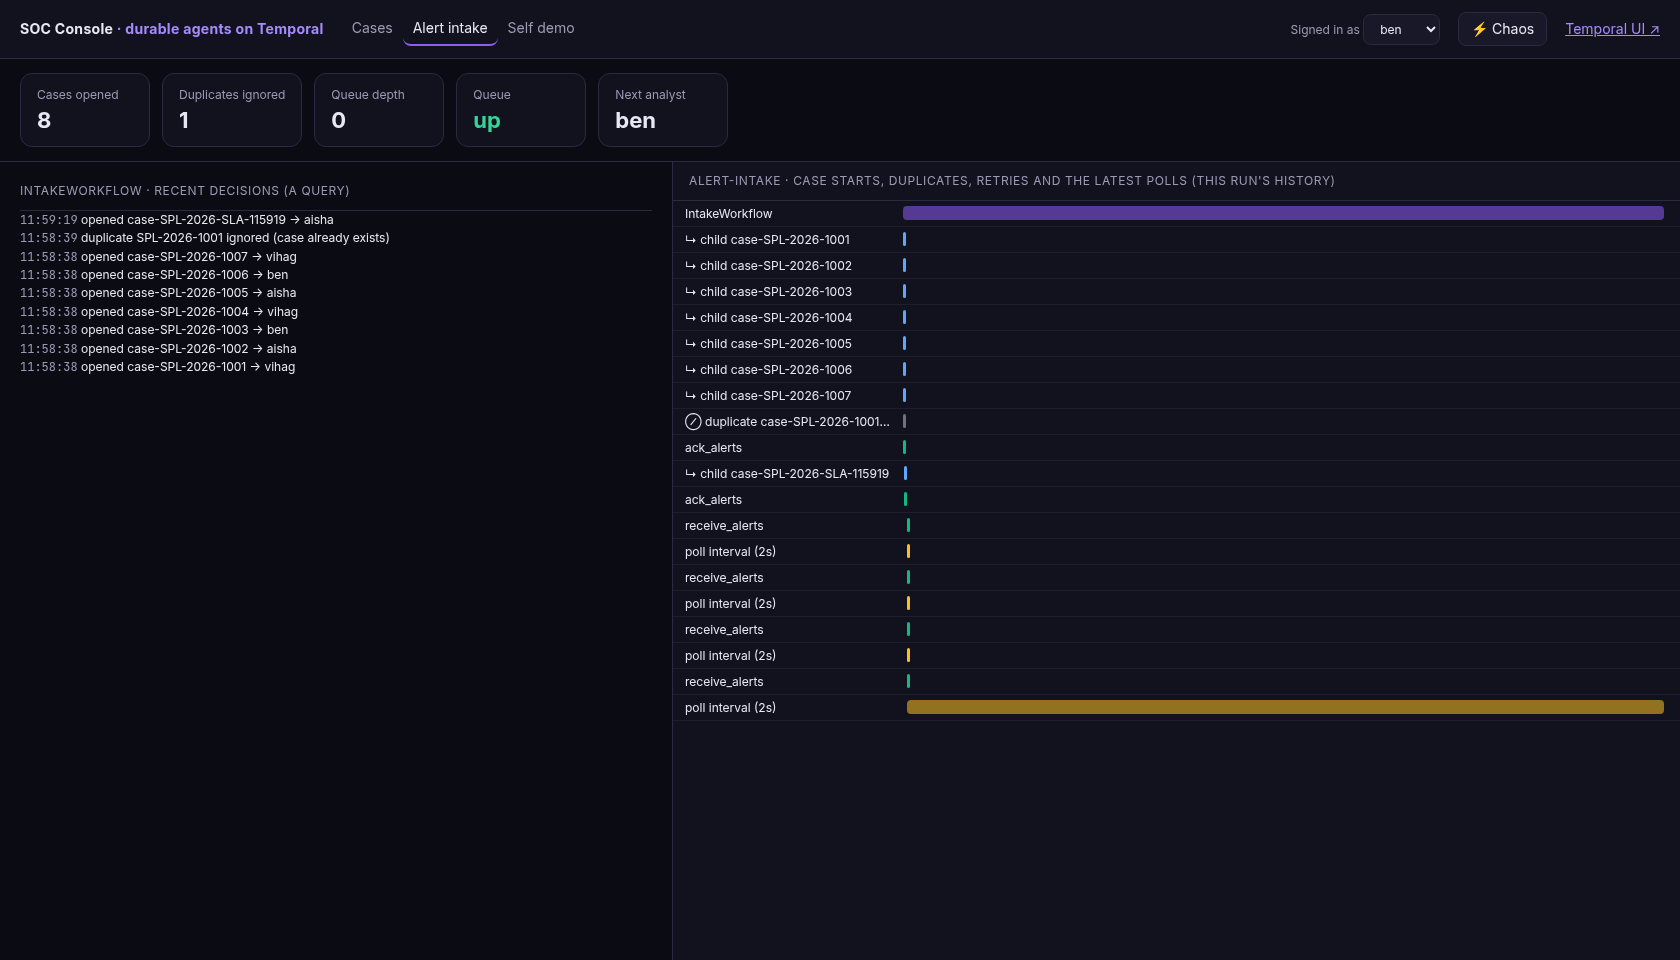 SOC Console · durable agents on Temporal
Cases
Alert intake
Self demo
Signed in as
ben
⚡ Chaos
Temporal UI ↗
Cases opened
8
Duplicates ignored
1
Queue depth
0
Queue
up
Next analyst
ben
INTAKEWORKFLOW · RECENT DECISIONS (A QUERY)
11:59:19 opened case-SPL-2026-SLA-115919 → aisha
11:58:39 duplicate SPL-2026-1001 ignored (case already exists)
11:58:38 opened case-SPL-2026-1007 → vihag
11:58:38 opened case-SPL-2026-1006 → ben
11:58:38 opened case-SPL-2026-1005 → aisha
11:58:38 opened case-SPL-2026-1004 → vihag
11:58:38 opened case-SPL-2026-1003 → ben
11:58:38 opened case-SPL-2026-1002 → aisha
11:58:38 opened case-SPL-2026-1001 → vihag
ALERT-INTAKE · CASE STARTS, DUPLICATES, RETRIES AND THE LATEST POLLS (THIS RUN'S HISTORY)
IntakeWorkflow
↳ child case-SPL-2026-1001
↳ child case-SPL-2026-1002
↳ child case-SPL-2026-1003
↳ child case-SPL-2026-1004
↳ child case-SPL-2026-1005
↳ child case-SPL-2026-1006
↳ child case-SPL-2026-1007
⊘ duplicate case-SPL-2026-1001…
ack_alerts
↳ child case-SPL-2026-SLA-115919
ack_alerts
receive_alerts
poll interval (2s)
receive_alerts
poll interval (2s)
receive_alerts
poll interval (2s)
receive_alerts
poll interval (2s)